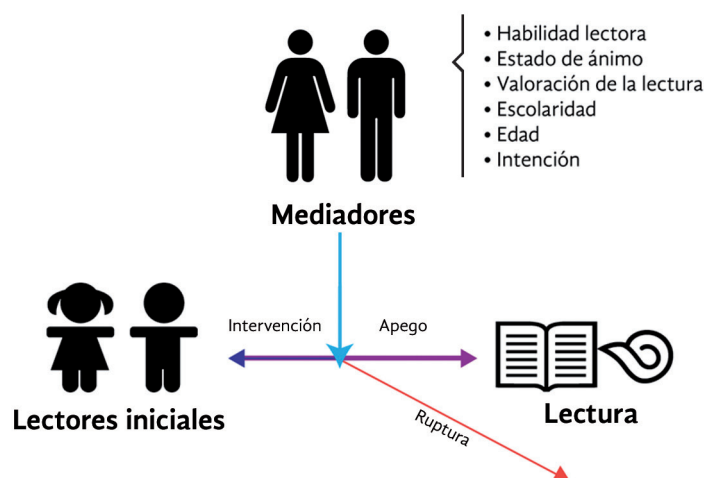 • Habilidad lectora
• Estado de ánimo
• Valoración de la lectura
• Escolaridad
• Edad
• Intención
Mediadores
Intervención
Apego
Lectores iniciales
Lectura
Ruptura